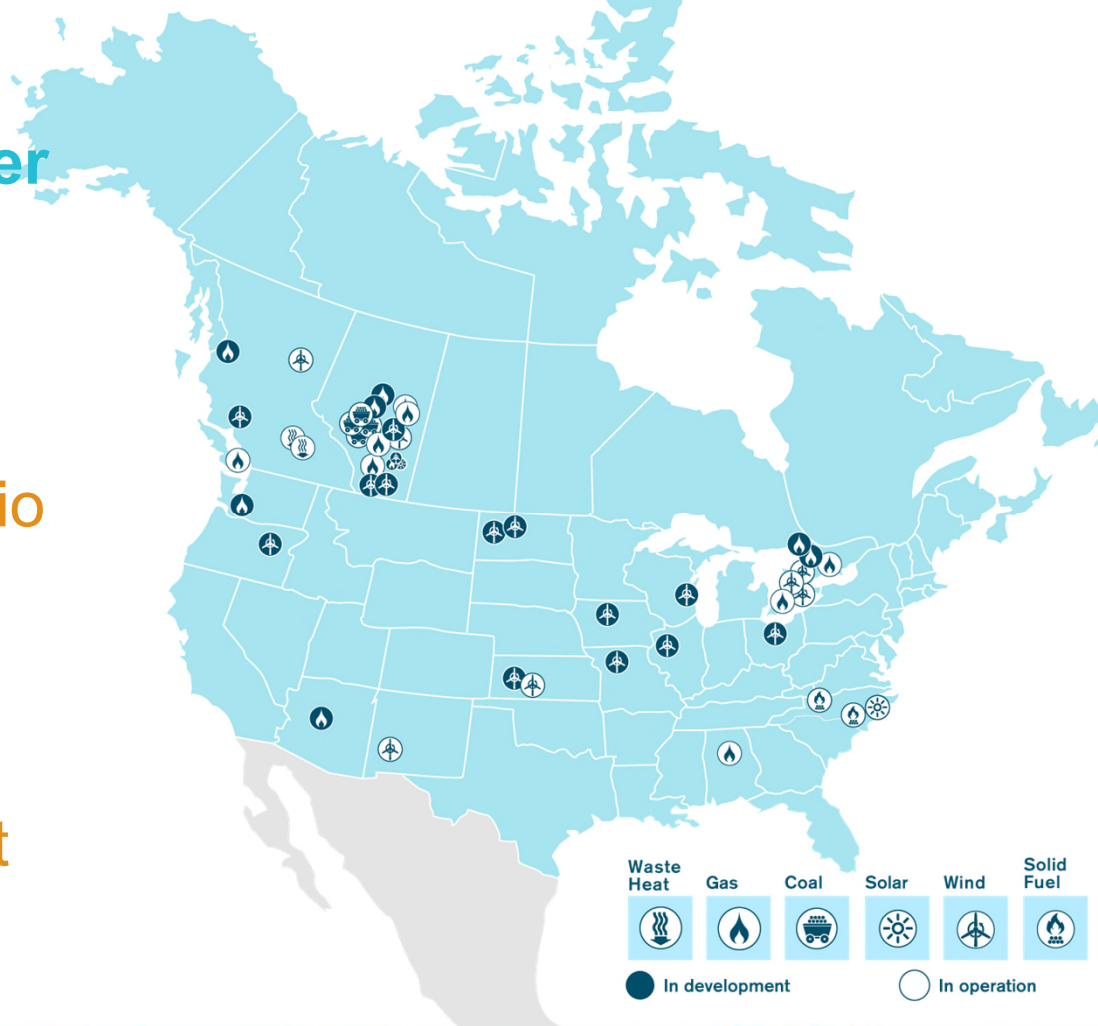 er
io
t
Waste
Heat
Gas
Coal
Solar
Wind
Solid
Fuel
In development
In operation